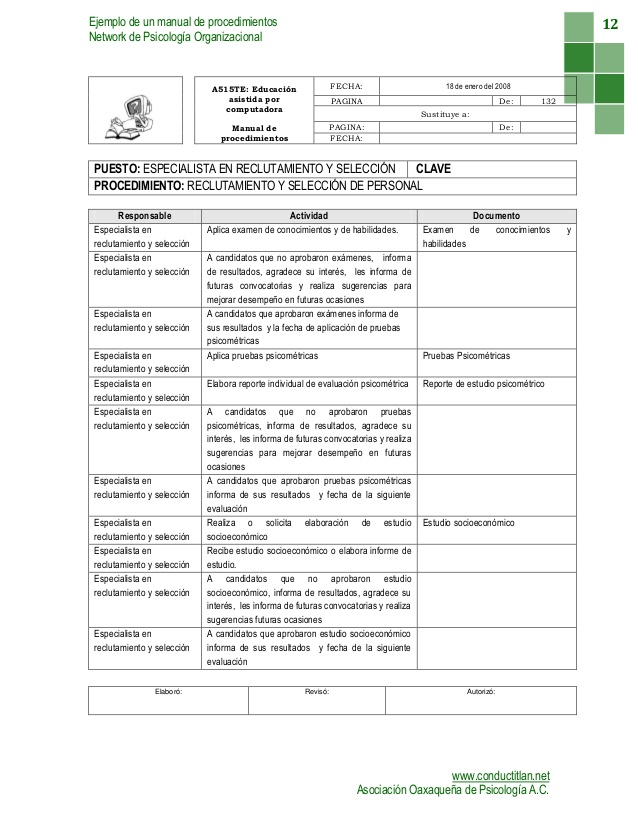 Ejemplo de un manual de procedimientos
Network de Psicología Organizacional
12
A515TE: Educación
asistida por
computadora
Manual de
procedimientos
FECHA:
18 de enero del 2008
PAGINA
De:
132
Sustituye a:
PAGINA:
De:
FECHA:
PUESTO: ESPECIALISTA EN RECLUTAMIENTO Y SELECCIÓN
CLAVE
PROCEDIMIENTO: RECLUTAMIENTO Y SELECCIÓN DE PERSONAL
Responsable
Actividad
Documento
Especialista en
reclutamiento y selección
Aplica examen de conocimientos y de habilidades.
Examen de conocimientos y
habilidades
Especialista en
reclutamiento y selección
A candidatos que no aprobaron exámenes, informa
de resultados, agradece su interés, les informa de
futuras convocatorias y realiza sugerencias para
mejorar desempeño en futuras ocasiones
Especialista en
reclutamiento y selección
A candidatos que aprobaron exámenes informa de
sus resultados y la fecha de aplicación de pruebas
psicométricas
Especialista en
reclutamiento y selección
Aplica pruebas psicométricas
Pruebas Psicométricas
Especialista en
reclutamiento y selección
Elabora reporte individual de evaluación psicométrica
Reporte de estudio psicométrico
Especialista en
reclutamiento y selección
A candidatos que no aprobaron pruebas
psicométricas, informa de resultados, agradece su
interés, les informa de futuras convocatorias y realiza
sugerencias para mejorar desempeño en futuras
ocasiones
Especialista en
reclutamiento y selección
A candidatos que aprobaron pruebas psicométricas
informa de sus resultados y fecha de la siguiente
evaluación
Especialista en
reclutamiento y selección
Realiza o solicita elaboración de estudio
socioeconómico
Estudio socioeconómico
Especialista en
reclutamiento y selección
Recibe estudio socioeconómico o elabora informe de
estudio.
Especialista en
reclutamiento y selección
A candidatos que no aprobaron estudio
socioeconómico, informa de resultados, agradece su
interés, les informa de futuras convocatorias y realiza
sugerencias futuras ocasiones
Especialista en
reclutamiento y selección
A candidatos que aprobaron estudio socioeconómico
informa de sus resultados y fecha de la siguiente
evaluación
Elaboró:
Revisó:
Autorizó:
www.conductitlan.net
Asociación Oaxaqueña de Psicología A.C.